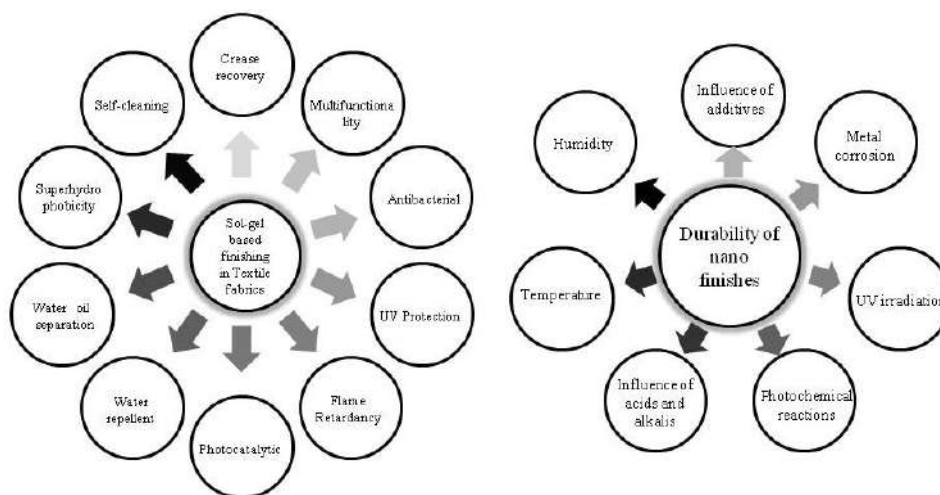 Crease
recovery
Multifunctiona
lity
Antibacterial
UV Protection
Flame
Retardancy
Photocatalytic
Water
repellent
Water oil
separation
Superhydro
phobicity
Self-cleaning
Sol-gel
based
finishing
in Textile
fabrics
Influence of
additives
Metal
corrosion
UV irradiation
Photochemical
reactions
Influence of
acids and
alkalis
Temperature
Humidity
Durability of
nano
finishes